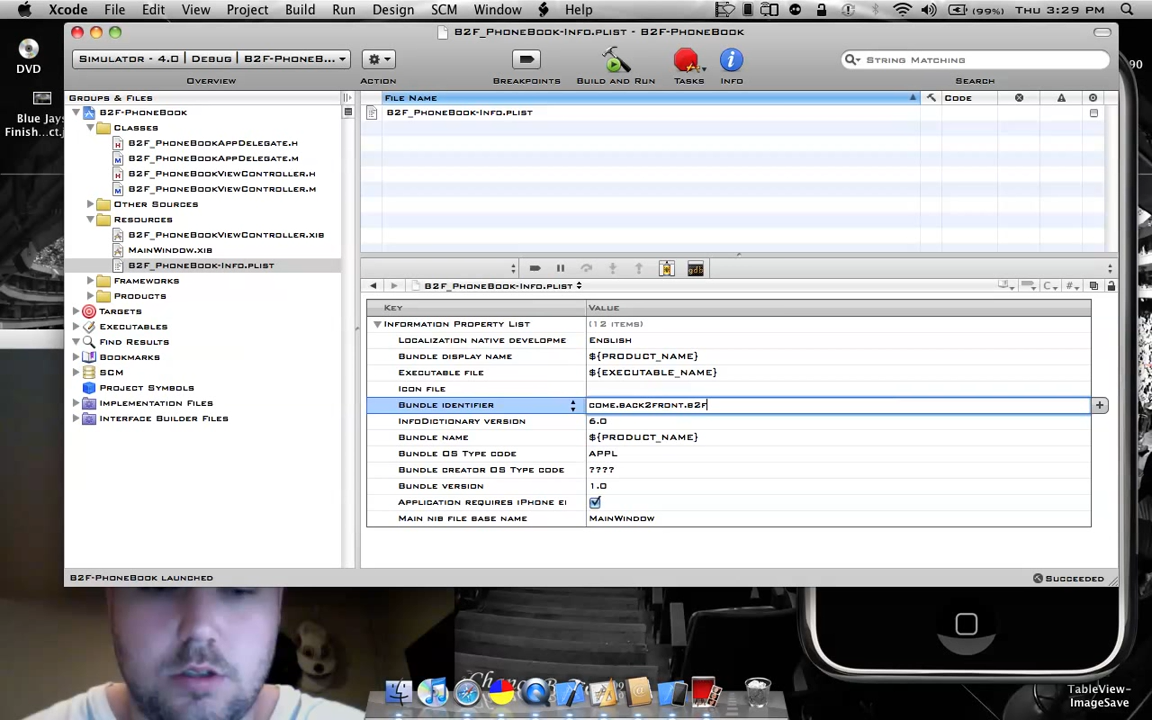 Xcode File Edit View Project Build Run Design SCM Window Help (99%) Thu 3:29 PM
B2F_PhoneBook-Info.plist - B2F-PhoneBook
Simulator - 4.0 | Debug | B2F-PhoneB...
Overview Action Breakpoints Build and Run Tasks Info String Matching Search
DVD
90
Groups & Files File Name Code
B2F-PhoneBook B2F_PhoneBook-Info.plist
Classes
Blue Jays
Finish...ct.j
B2F_PhoneBookAppDelegate.h
B2F_PhoneBookAppDelegate.m
B2F_PhoneBookViewController.h
B2F_PhoneBookViewController.m
Other Sources
Resources
B2F_PhoneBookViewController.xib
MainWindow.xib
B2F_PhoneBook-Info.plist
Frameworks
Products
Targets
Executables
Find Results
Bookmarks
SCM
Project Symbols
Implementation Files
Interface Builder Files
gdb
B2F_PhoneBook-Info.plist C #
Key Value
Information Property List (12 items)
Localization native developme English
Bundle display name ${PRODUCT_NAME}
Executable file ${EXECUTABLE_NAME}
Icon file
Bundle identifier come.back2front.b2f
InfoDictionary version 6.0
Bundle name ${PRODUCT_NAME}
Bundle OS Type code APPL
Bundle creator OS Type code ????
Bundle version 1.0
Application requires iPhone e
Main nib file base name MainWindow
B2F-PhoneBook launched Succeeded
TableView-
ImageSave